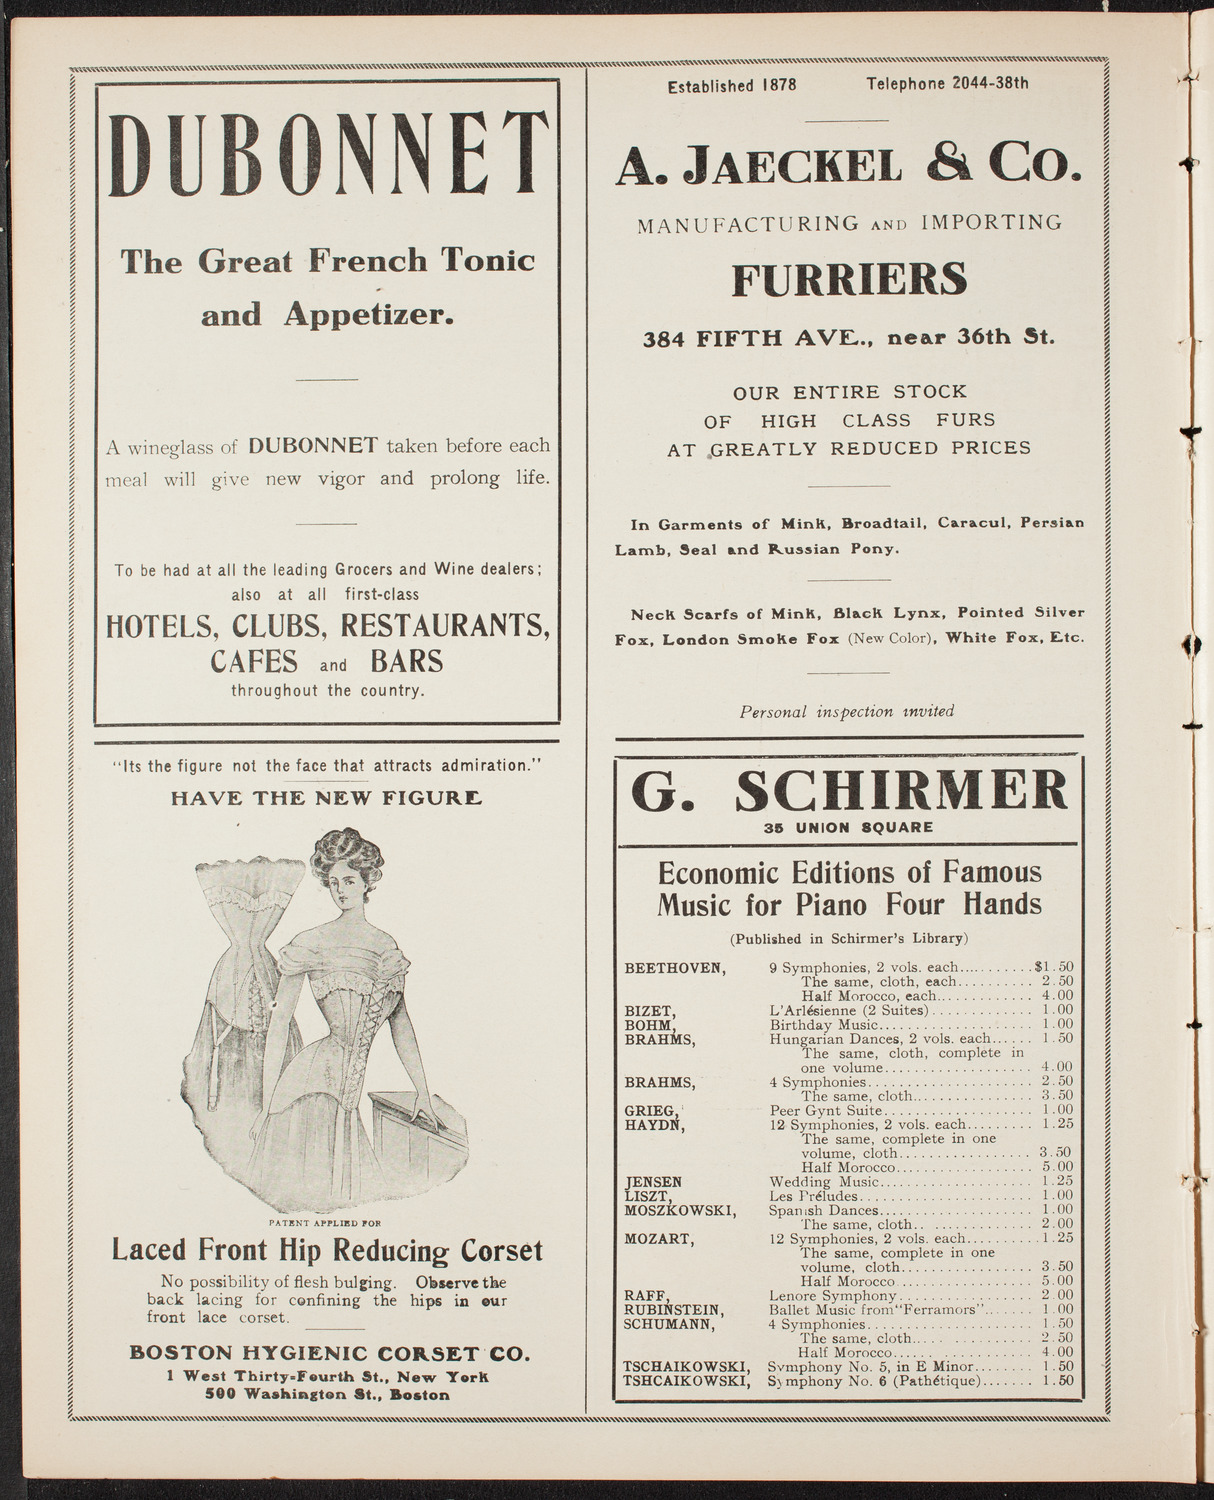 DUBONNET
The Great French Tonic
and Appetizer.
A wineglass of DUBONNET taken before each
meal will give new vigor and prolong life.
To be had at all the leading Grocers and Wine dealers;
also at all first-class
HOTELS, CLUBS, RESTAURANTS,
CAFES and BARS
throughout the country.
"Its the figure not the face that attracts admiration."
HAVE THE NEW FIGURE
PATENT APPLIED FOR
Laced Front Hip Reducing Corset
No possibility of flesh bulging. Observe the
back lacing for confining the hips in our
front lace corset.
BOSTON HYGIENIC CORSET CO.
1 West Thirty-Fourth St., New York
500 Washington St., Boston
Established 1878 Telephone 2044-38th
A. JAECKEL & CO.
MANUFACTURING AND IMPORTING
FURRIERS
384 FIFTH AVE., near 36th St.
OUR ENTIRE STOCK
OF HIGH CLASS FURS
AT GREATLY REDUCED PRICES
In Garments of Mink, Broadtail, Caracul, Persian
Lamb, Seal and Russian Pony.
Neck Scarfs of Mink, Black Lynx, Pointed Silver
Fox, London Smoke Fox (New Color), White Fox, Etc.
Personal inspection invited
G. SCHIRMER
35 UNION SQUARE
Economic Editions of Famous
Music for Piano Four Hands
(Published in Schirmer's Library)
BEETHOVEN, 9 Symphonies, 2 vols. each..........$1.50
The same, cloth, each.......... 2.50
Half Morocco, each............ 4.00
BIZET, L'Arlésienne (2 Suites)............. 1.00
BOHM, Birthday Music.................... 1.00
BRAHMS, Hungarian Dances, 2 vols. each...... 1.50
The same, cloth, complete in
one volume.................. 4.00
BRAHMS, 4 Symphonies..................... 2.50
The same, cloth............... 3.50
GRIEG, Peer Gynt Suite................... 1.00
HAYDN, 12 Symphonies, 2 vols. each......... 1.25
The same, complete in one
volume, cloth................. 3.50
Half Morocco................. 5.00
JENSEN Wedding Music.................... 1.25
LISZT, Les Préludes...................... 1.00
MOSZKOWSKI, Spanish Dances.................... 1.00
The same, cloth.. ............. 2.00
MOZART, 12 Symphonies, 2 vols. each..........1.25
The same, complete in one
volume, cloth................. 3.50
Half Morocco................. 5.00
RAFF, Lenore Symphony................. 2.00
RUBINSTEIN, Ballet Music from "Ferramors"....... 1.00
SCHUMANN, 4 Symphonies..................... 1.50
The same, cloth.... ........... 2.50
Half Morocco...... .......... 4.00
TSCHAIKOWSKI, Symphony No. 5, in E Minor........ 1.50
TSHCAIKOWSKI, Symphony No. 6 (Pathétique)....... 1.50